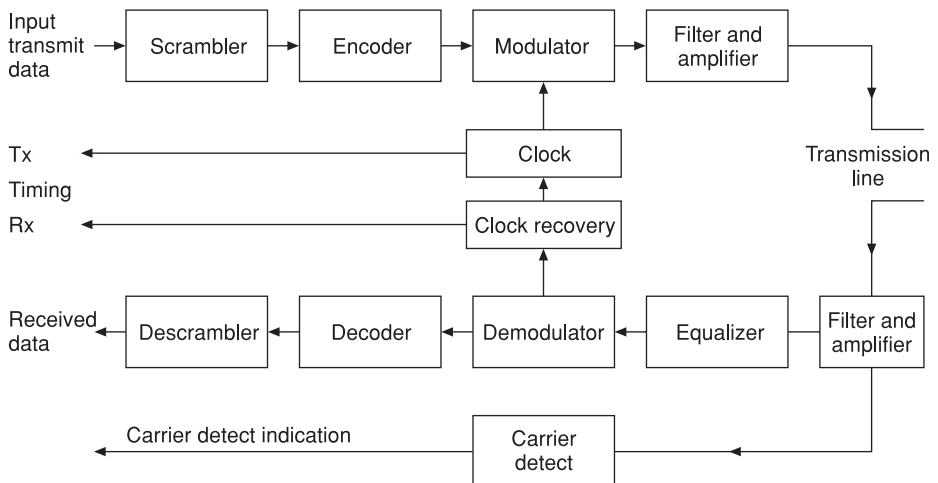 Input
transmit
data
Scrambler
Encoder
Modulator
Filter and
amplifier
Tx
Clock
Transmission
line
Timing
Rx
Clock recovery
Received
data
Descrambler
Decoder
Demodulator
Equalizer
Filter and
amplifier
Carrier detect indication
Carrier
detect